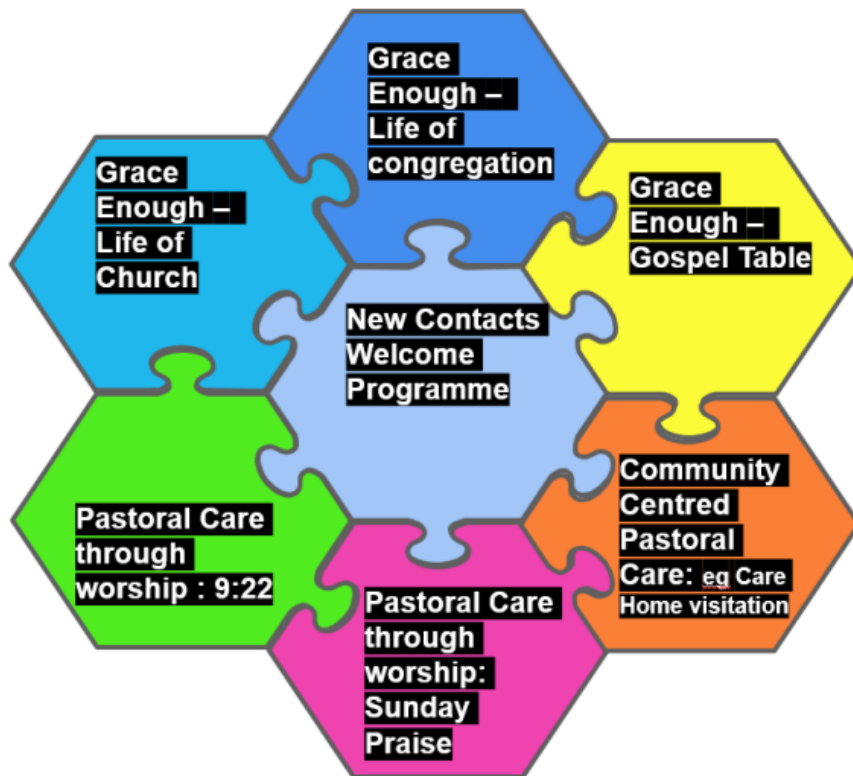 Grace
Enough –
Life of
congregation
Grace
Enough –
Life of
Church
Grace
Enough –
Gospel Table
New Contacts
Welcome
Programme
Pastoral Care
through
worship : 9:22
Community
Centred
Pastoral
Care: eg Care
Home visitation
Pastoral Care
through
worship:
Sunday
Praise